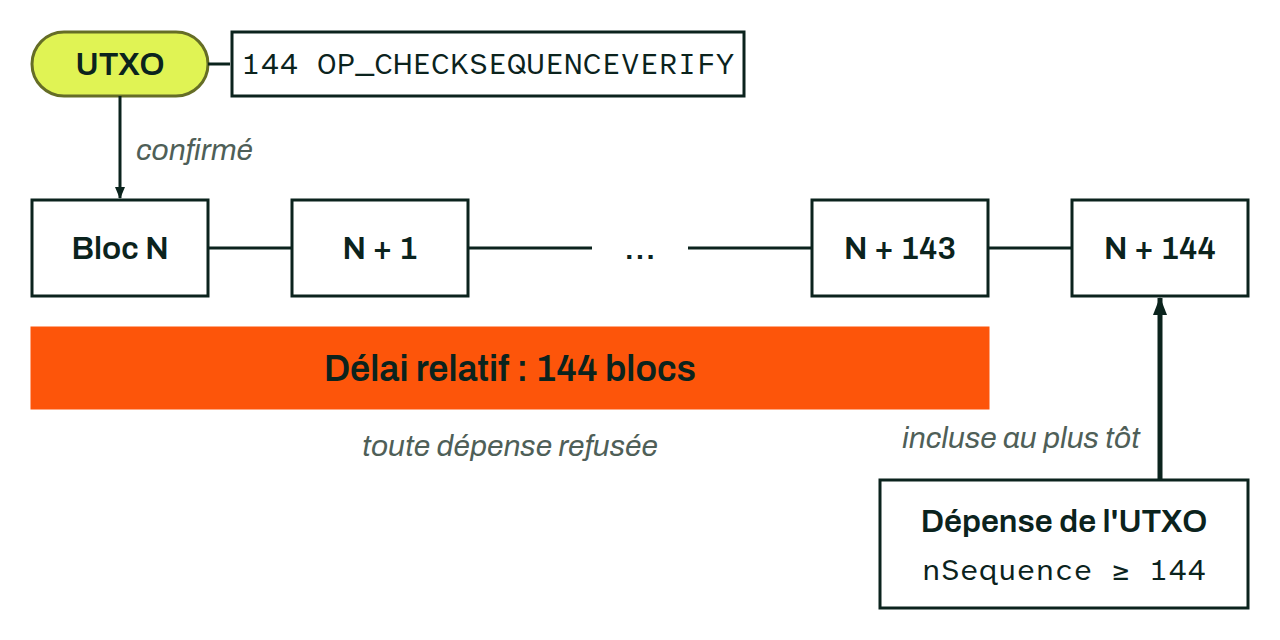 UTXO
144 OP_CHECKSEQUENCEVERIFY
confirmé
Bloc N
N + 1
...
N + 143
N + 144
Délai relatif : 144 blocs
toute dépense refusée
incluse au plus tôt
Dépense de l'UTXO
nSequence ≥ 144